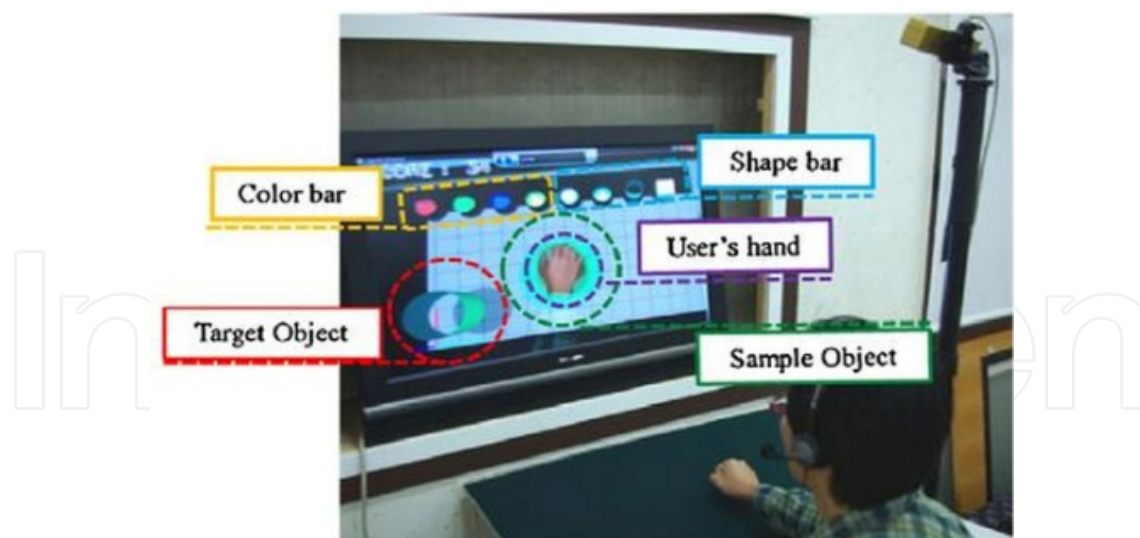 Color bar
Shape bar
User's hand
Target Object
Sample Object